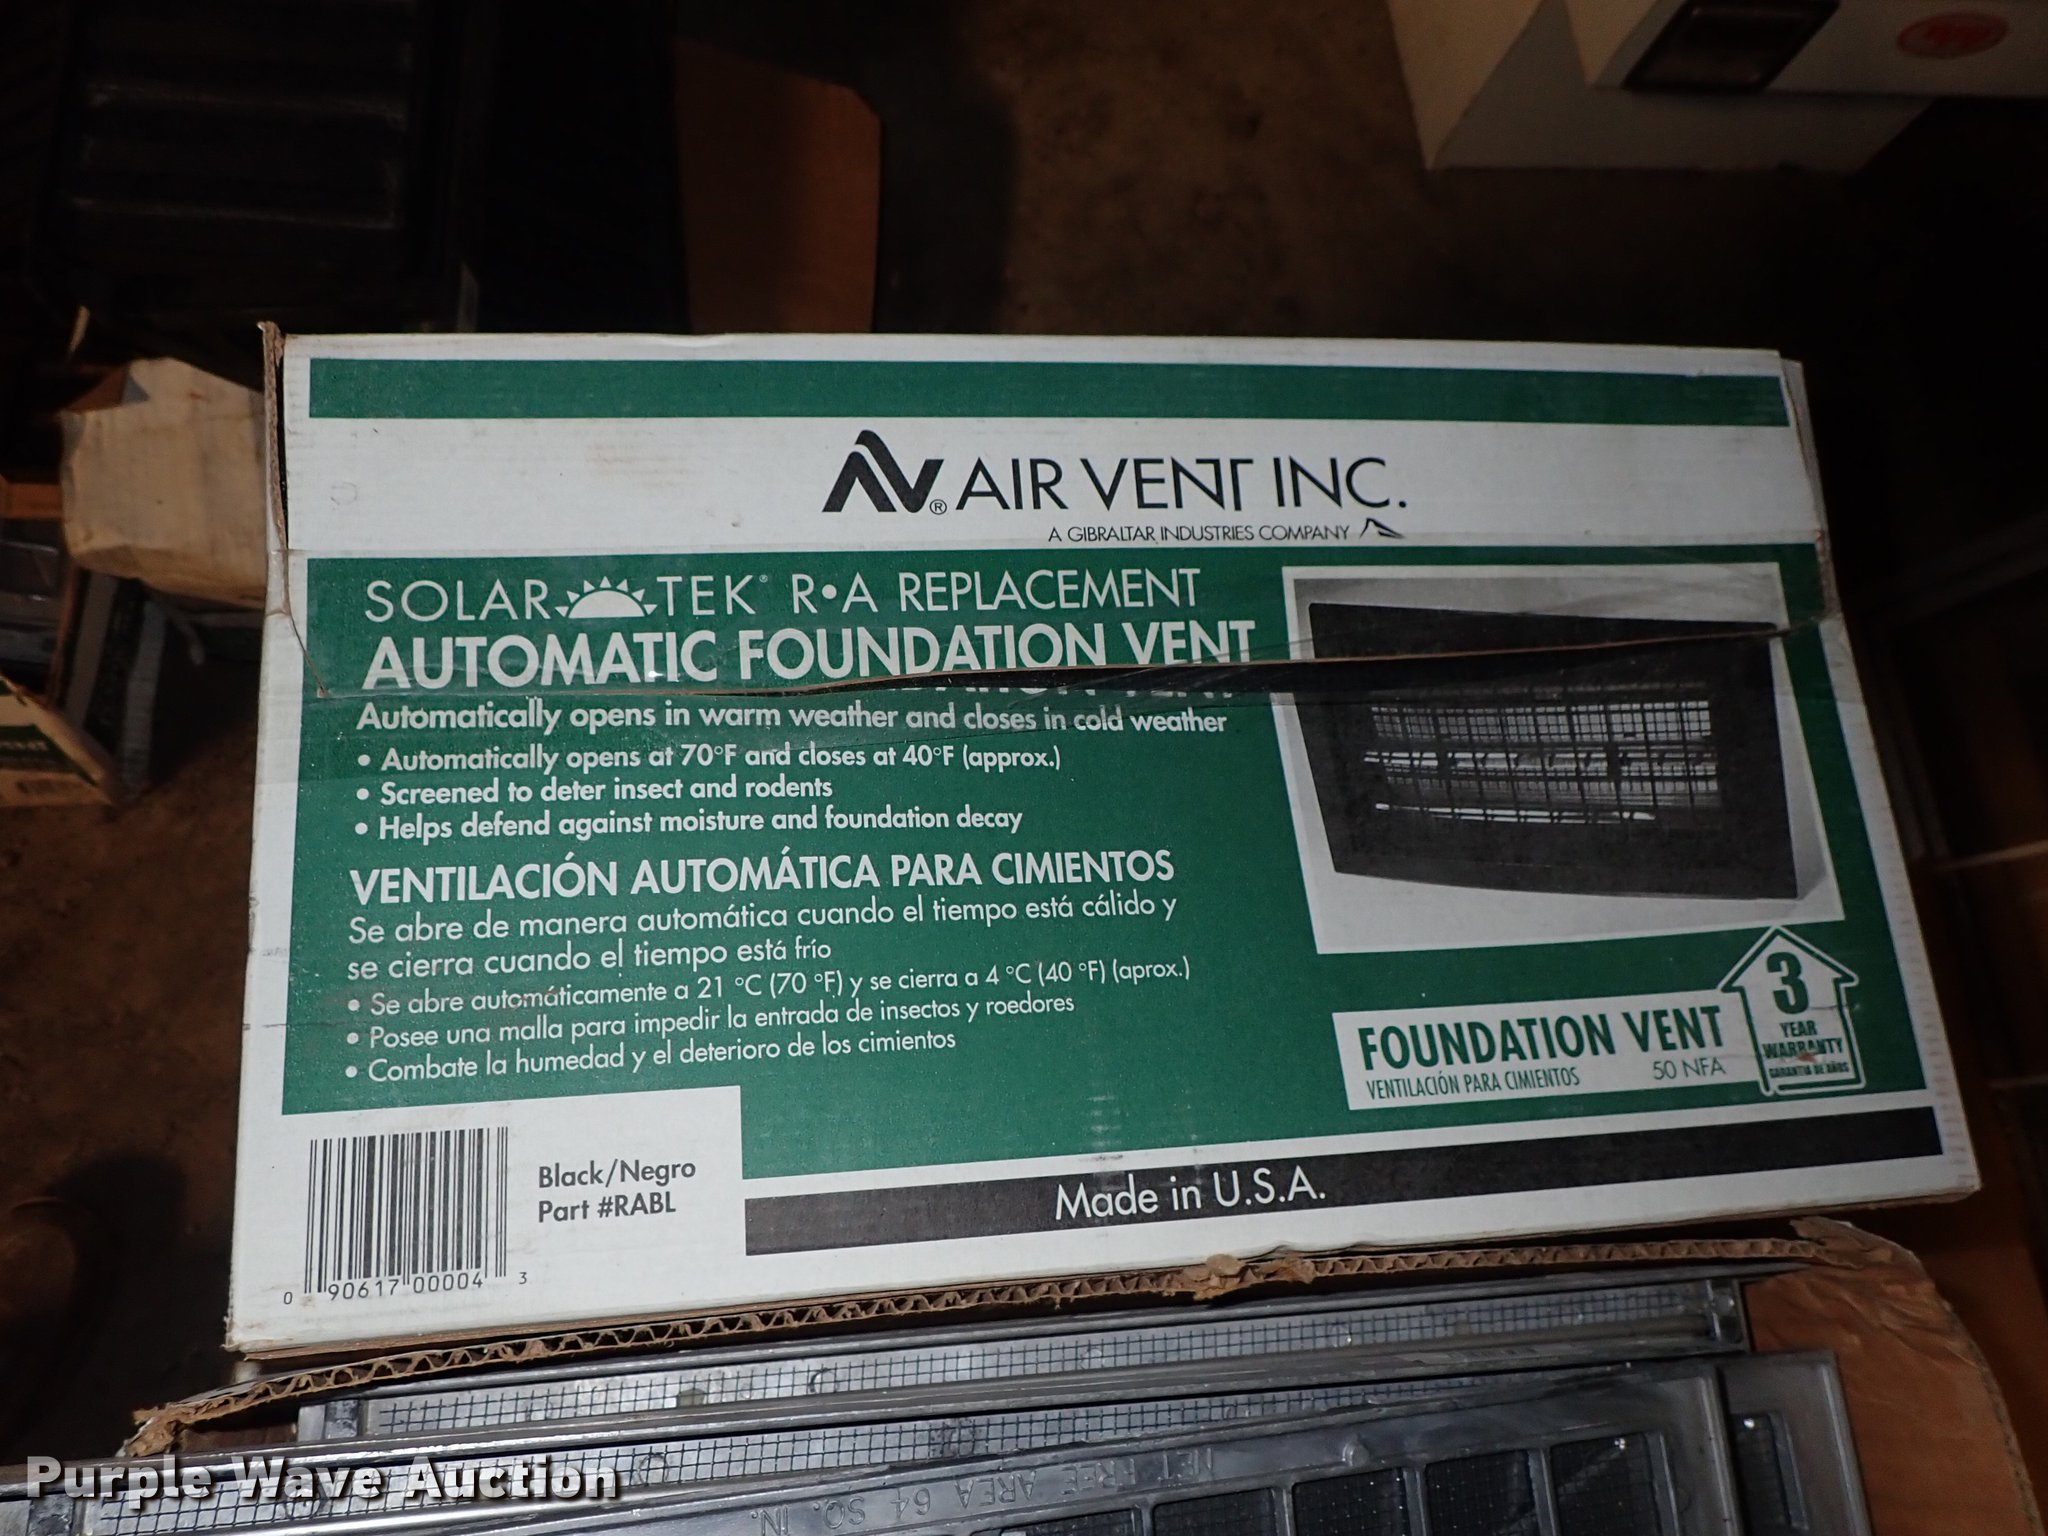 AIR VENT INC.
A GIBRALTAR INDUSTRIES COMPANY
SOLAR TEK® R•A REPLACEMENT
AUTOMATIC FOUNDATION VENT
Automatically opens in warm weather and closes in cold weather
• Automatically opens at 70°F and closes at 40°F (approx.)
• Screened to deter insect and rodents
• Helps defend against moisture and foundation decay
VENTILACIÓN AUTOMÁTICA PARA CIMIENTOS
Se abre de manera automática cuando el tiempo está cálido y
se cierra cuando el tiempo está frío
• Se abre automáticamente a 21 °C (70 °F) y se cierra a 4 °C (40 °F) (aprox.)
• Posee una malla para impedir la entrada de insectos y roedores
• Combate la humedad y el deterioro de los cimientos
FOUNDATION VENT
VENTILACIÓN PARA CIMIENTOS 50 NFA
3
YEAR
WARRANTY
GARANTIA DE AÑOS
Black/Negro
Part #RABL
Made in U.S.A.
0 90617 00004 3
NET FREE AREA 64 SQ. IN.
Purple Wave Auction